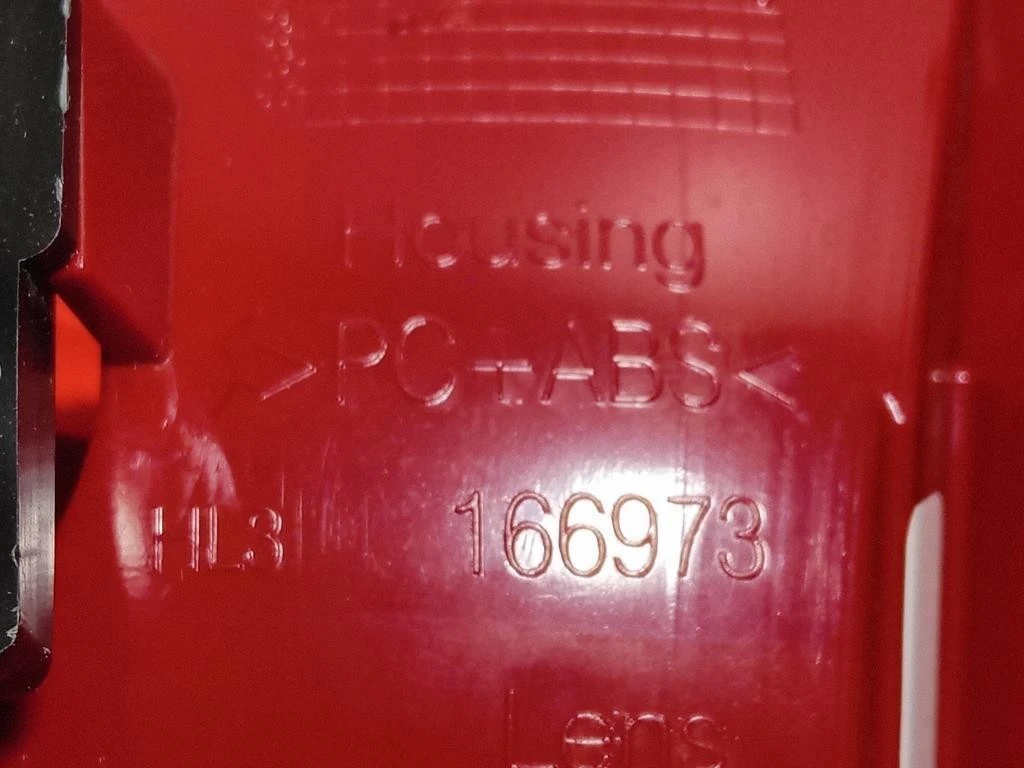 Housing
>PC+ABS<
HL3 166973
Lens